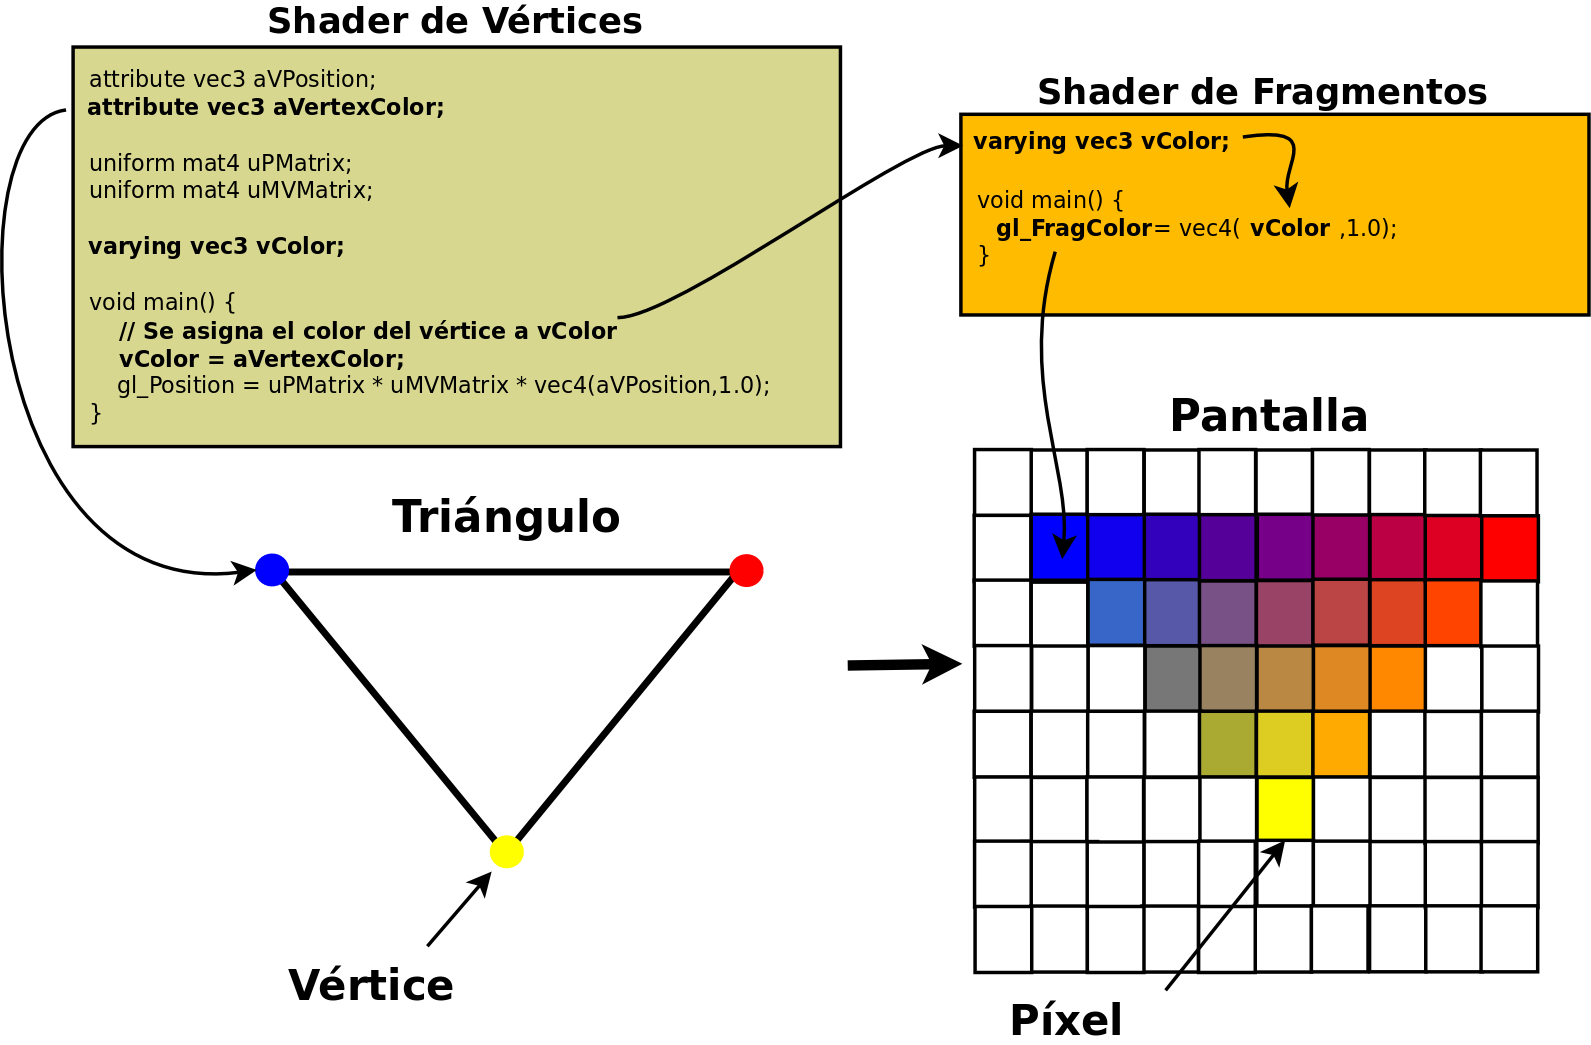 Shader de Vértices
attribute vec3 aVPosition;
attribute vec3 aVertexColor;
uniform mat4 uPMatrix;
uniform mat4 uMVMatrix;
varying vec3 vColor;
void main() {
// Se asigna el color del vértice a vColor
vColor = aVertexColor;
gl_Position = uPMatrix * uMVMatrix * vec4(aVPosition,1.0);
}
Shader de Fragmentos
varying vec3 vColor;
void main() {
gl_FragColor= vec4( vColor ,1.0);
}
Triángulo
Vértice
Pantalla
Píxel